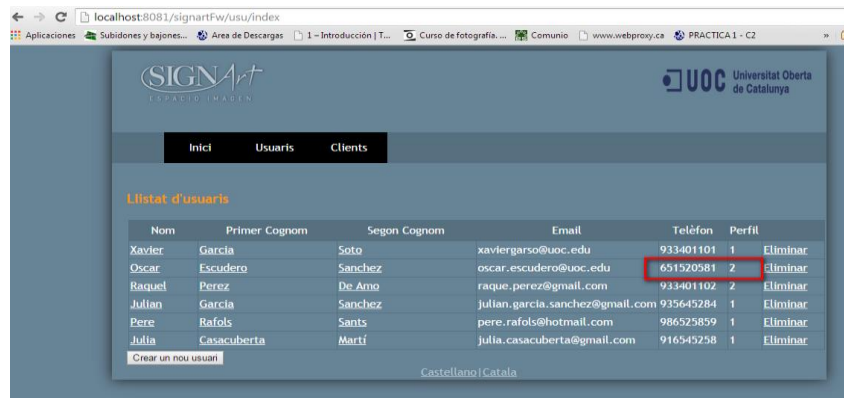 localhost:8081/signartFw/usu/index
Aplicaciones Subidones y bajones... Area de Descargas 1 – Introducción | T... Curso de fotografía. ... Comunio www.webproxy.ca PRACTICA 1 - C2 »
SIGNArt UOC Universitat Oberta
ESPACIO IMAGEN de Catalunya
Inici Usuaris Clients
Llistat d'usuaris
Nom Primer Cognom Segon Cognom Email Telèfon Perfil
Xavier Garcia Soto xaviergarso@uoc.edu 933401101 1 Eliminar
Oscar Escudero Sanchez oscar.escudero@uoc.edu 651520581 2 Eliminar
Raquel Perez De Amo raque.perez@gmail.com 933401102 2 Eliminar
Julian Garcia Sanchez julian.garcia.sanchez@gmail.com 935645284 1 Eliminar
Pere Rafols Sants pere.rafols@hotmail.com 986525859 1 Eliminar
Julia Casacuberta Martí julia.casacuberta@gmail.com 916545258 1 Eliminar
Crear un nou usuari
Castellano | Catala